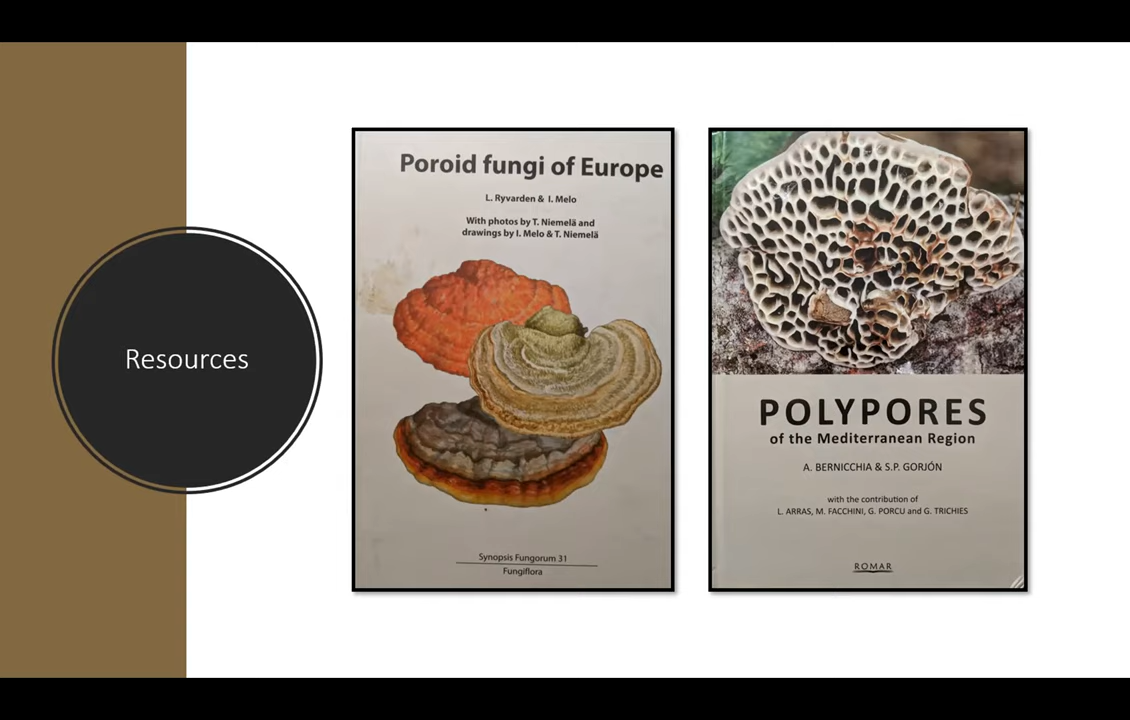 Resources
Poroid fungi of Europe
L. Ryvarden & I. Melo
With photos by T. Niemelä and
drawings by I. Melo & T. Niemelä
Synopsis Fungorum 31
Fungiflora
POLYPORES
of the Mediterranean Region
A. BERNICCHIA & S.P. GORJÓN
with the contribution of
L. ARRAS, M. FACCHINI, G. PORCU and G. TRICHIES
ROMAR